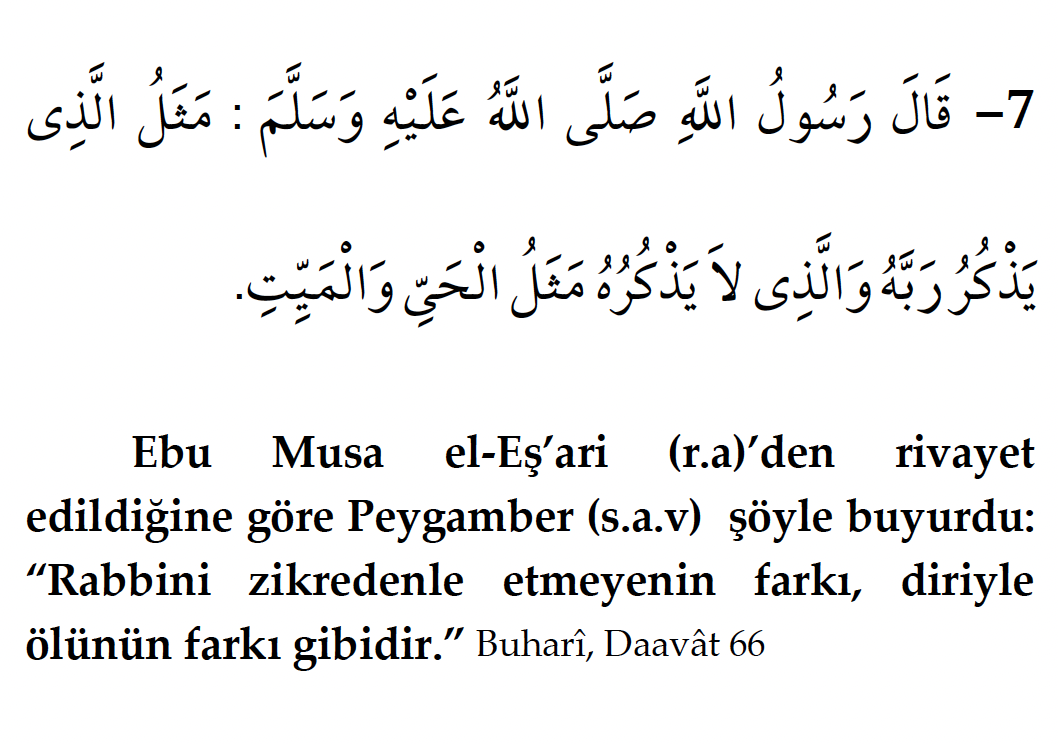 7– قَالَ رَسُولُ اللَّهِ صَلَّى اللَّهُ عَلَيْهِ وَسَلَّمَ : مَثَلُ الَّذِى
يَذْكُرُ رَبَّهُ وَالَّذِى لاَ يَذْكُرُهُ مَثَلُ الْحَيِّ وَالْمَيِّتِ.
Ebu Musa el-Eş’ari (r.a)’den rivayet
edildiğine göre Peygamber (s.a.v) şöyle buyurdu:
“Rabbini zikredenle etmeyenin farkı, diriyle
ölünün farkı gibidir.” Buharî, Daavât 66